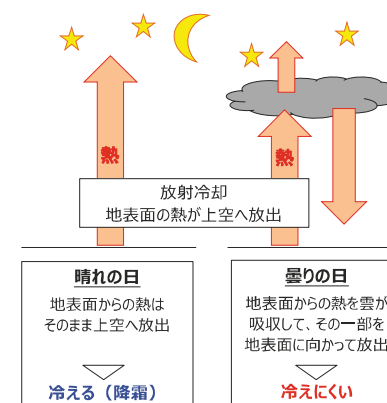 熱
熱
放射冷却
地表面の熱が上空へ放出
晴れの日
地表面からの熱は
そのまま上空へ放出
冷える（降霜）
曇りの日
地表面からの熱を雲が
吸収して、その一部を
地表面に向かって放出
冷えにくい